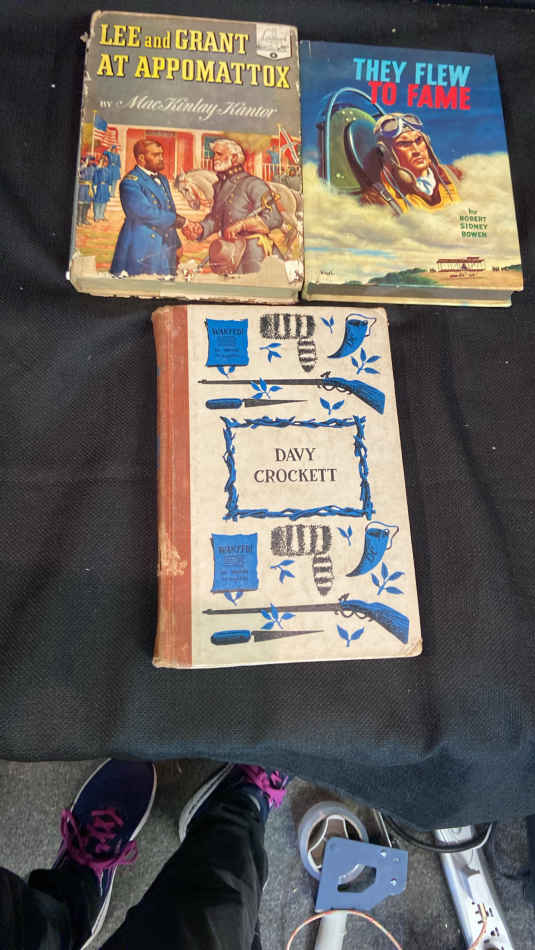 LEE and GRANT
AT APPOMATTOX
BY MacKinlay Kantor
THEY FLEW
TO FAME
by
ROBERT
SIDNEY
BOWEN
WANTED!
DAVY
CROCKETT
WANTED!